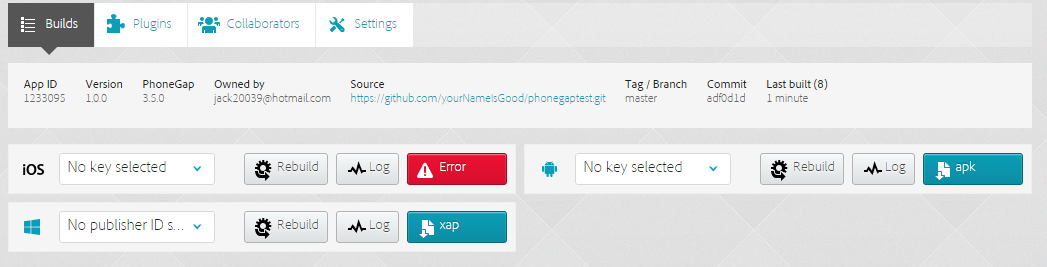 Builds Plugins Collaborators Settings
App ID Version PhoneGap Owned by Source Tag / Branch Commit Last built (8)
1233095 1.0.0 3.5.0 jack20039@hotmail.com https://github.com/yourNameIsGood/phonegaptest.git master adf0d1d 1 minute
iOS No key selected Rebuild Log Error No key selected Rebuild Log apk
No publisher ID s... Rebuild Log xap